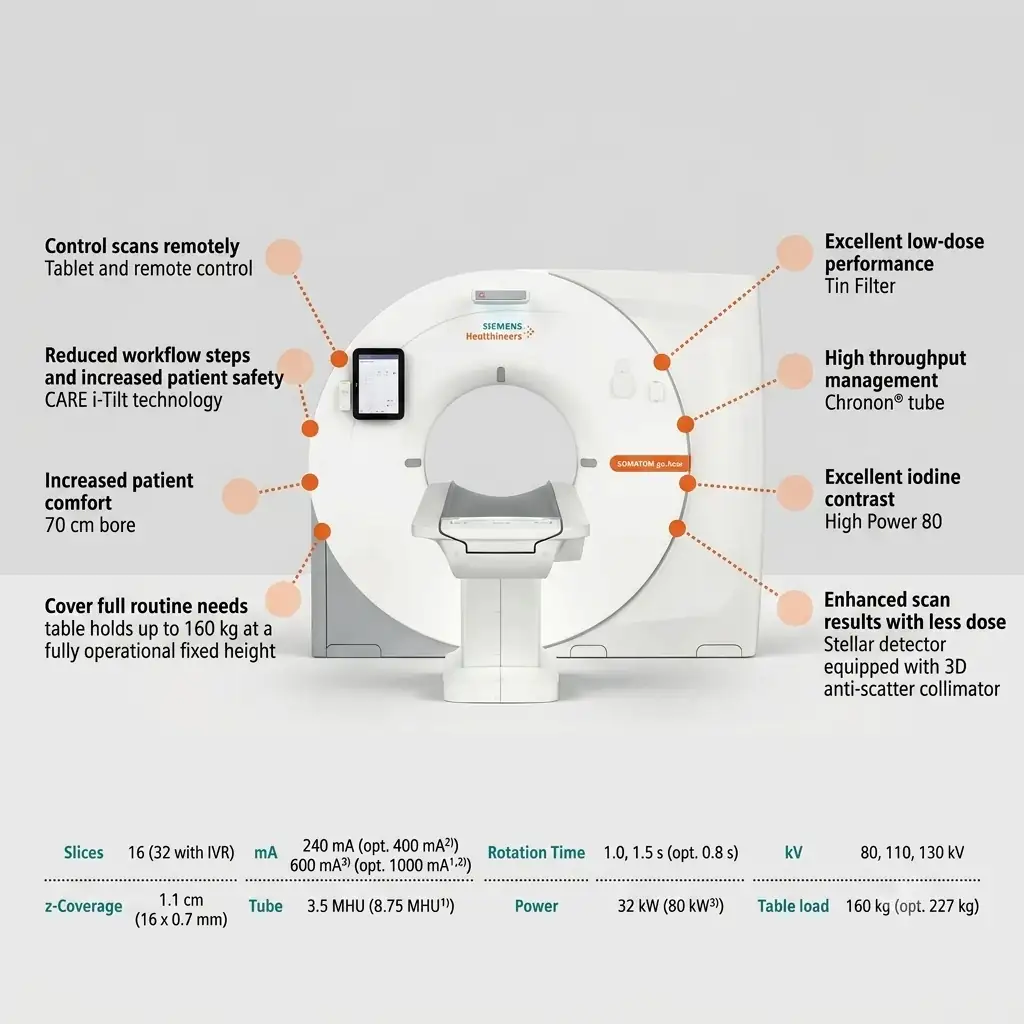 Control scans remotely
Tablet and remote control
Reduced workflow steps
and increased patient safety
CARE i-Tilt technology
Increased patient
comfort
70 cm bore
Cover full routine needs
table holds up to 160 kg at a
fully operational fixed height
SIEMENS
Healthineers
SOMATOM go.
Excellent low-dose
performance
Tin Filter
High throughput
management
Chronon® tube
Excellent iodine
contrast
High Power 80
Enhanced scan
results with less dose
Stellar detector
equipped with 3D
anti-scatter collimator
Slices 16 (32 with IVR) mA 240 mA (opt. 400 mA²⁾)
600 mA³⁾ (opt. 1000 mA¹,²⁾) Rotation Time 1.0, 1.5 s (opt. 0.8 s) kV 80, 110, 130 kV
z-Coverage 1.1 cm
(16 x 0.7 mm) Tube 3.5 MHU (8.75 MHU¹⁾) Power 32 kW (80 kW³⁾) Table load 160 kg (opt. 227 kg)